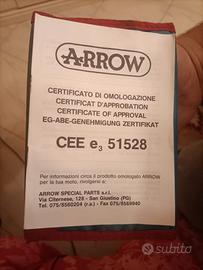 ARROW
CERTIFICATO DI OMOLOGAZIONE
CERTIFICAT D'APPROBATION
CERTIFICATE OF APPROVAL
EG-ABE-GENEHMIGUNG ZERTIFIKAT
CEE e3 51528
Per informazioni circa il prodotto omologato ARROW
per la tua moto, rivolgersi a:
ARROW SPECIAL PARTS s.r.l.
Via Citernese, 128 - San Giustino (PG)
Tel. 075/8560204 (r.a.) - Fax 075/8569940
subito